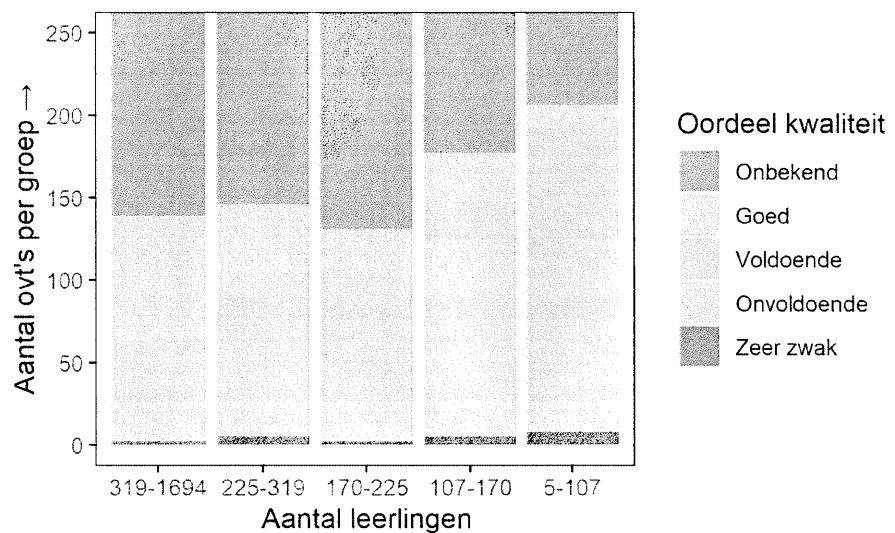 Aantal ovt's per groep →
250
200
150
100
50
0
319-1694 225-319 170-225 107-170 5-107
Aantal leerlingen
Oordeel kwaliteit
Onbekend
Goed
Voldoende
Onvoldoende
Zeer zwak